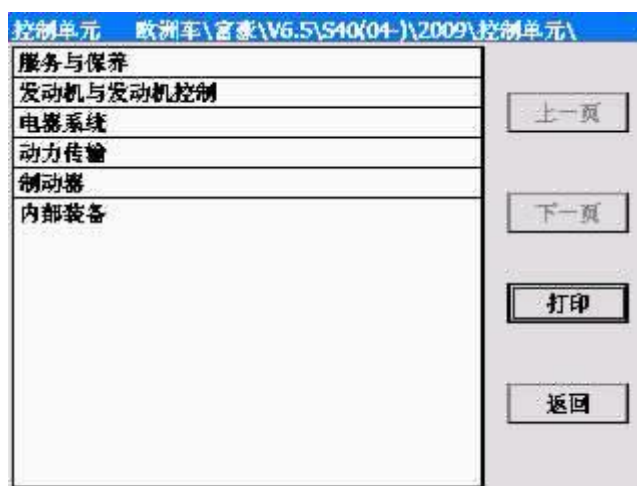 控制单元 欧洲车\富豪\V6.5\S40(04-)\2009\控制单元\
服务与保养
发动机与发动机控制
电器系统
动力传输
制动器
内部装备
上一页
下一页
打印
返回